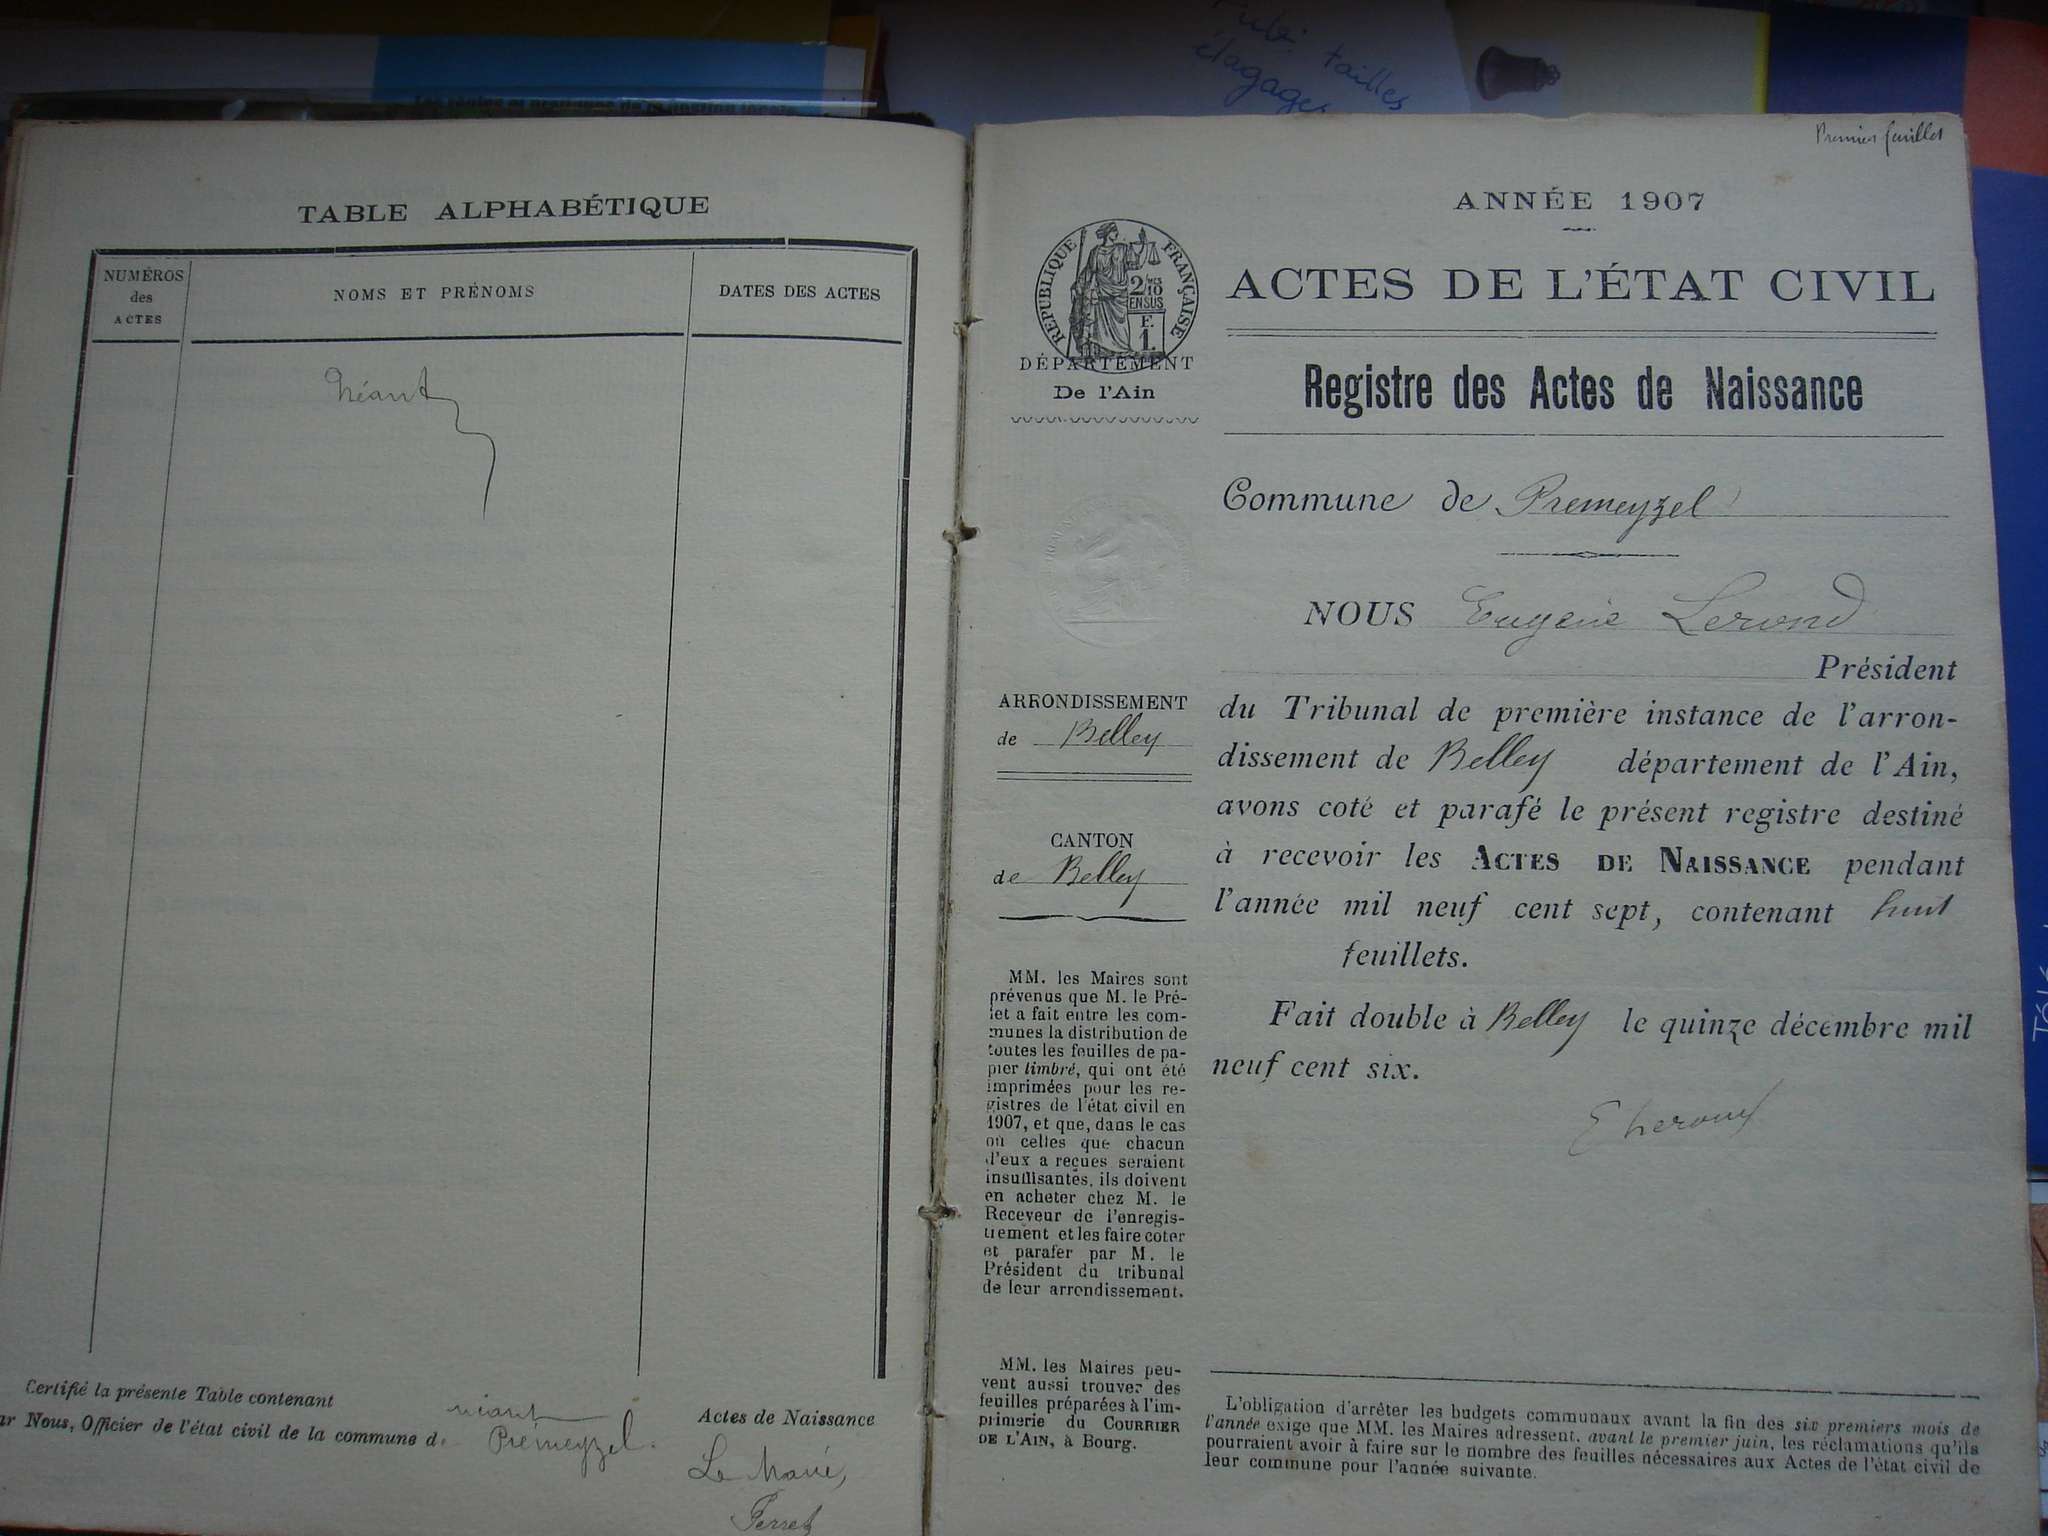 tailles
élagages
TABLE ALPHABÉTIQUE
NUMÉROS
des
ACTES
NOMS ET PRÉNOMS
DATES DES ACTES
Néant
Certifié la présente Table contenant néant Actes de Naissance
ar Nous, Officier de l'état civil de la commune d. Prémeyzel.
Le Maire,
Perret
Premier feuillet
ANNÉE 1907
RÉPUBLIQUE FRANÇAISE
2/10
EN SUS
F.
1.
DÉPARTEMENT
De l'Ain
ACTES DE L'ÉTAT CIVIL
Registre des Actes de Naissance
Commune de Premeyzel
NOUS Eugène
Président
du Tribunal de première instance de l'arron-
dissement de Belley département de l'Ain,
avons coté et parafé le présent registre destiné
à recevoir les ACTES DE NAISSANCE pendant
l'année mil neuf cent sept, contenant huit
feuillets.
Fait double à Belley le quinze décembre mil
neuf cent six.
ARRONDISSEMENT
de Belley
CANTON
de Belley
MM. les Maires sont
prévenus que M. le Pré-
fet a fait entre les com-
munes la distribution de
toutes les feuilles de pa-
pier timbré, qui ont été
imprimées pour les re-
gistres de l'état civil en
1907, et que, dans le cas
où celles que chacun
d'eux a reçues seraient
insuffisantes, ils doivent
en acheter chez M. le
Receveur de l'enregis-
trement et les faire coter
et parafer par M. le
Président du tribunal
de leur arrondissement.
MM. les Maires peu-
vent aussi trouver des
feuilles préparées à l'im-
primerie du COURRIER
DE L'AIN, à Bourg.
L'obligation d'arrêter les budgets communaux avant la fin des six premiers mois de
l'année exige que MM. les Maires adressent, avant le premier juin, les réclamations qu'ils
pourraient avoir à faire sur le nombre des feuilles nécessaires aux Actes de l'état civil de
leur commune pour l'année suivante.